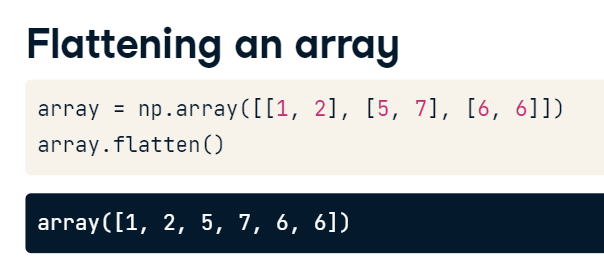 Flattening an array
array = np.array([[1, 2], [5, 7], [6, 6]])
array.flatten()
array([1, 2, 5, 7, 6, 6])